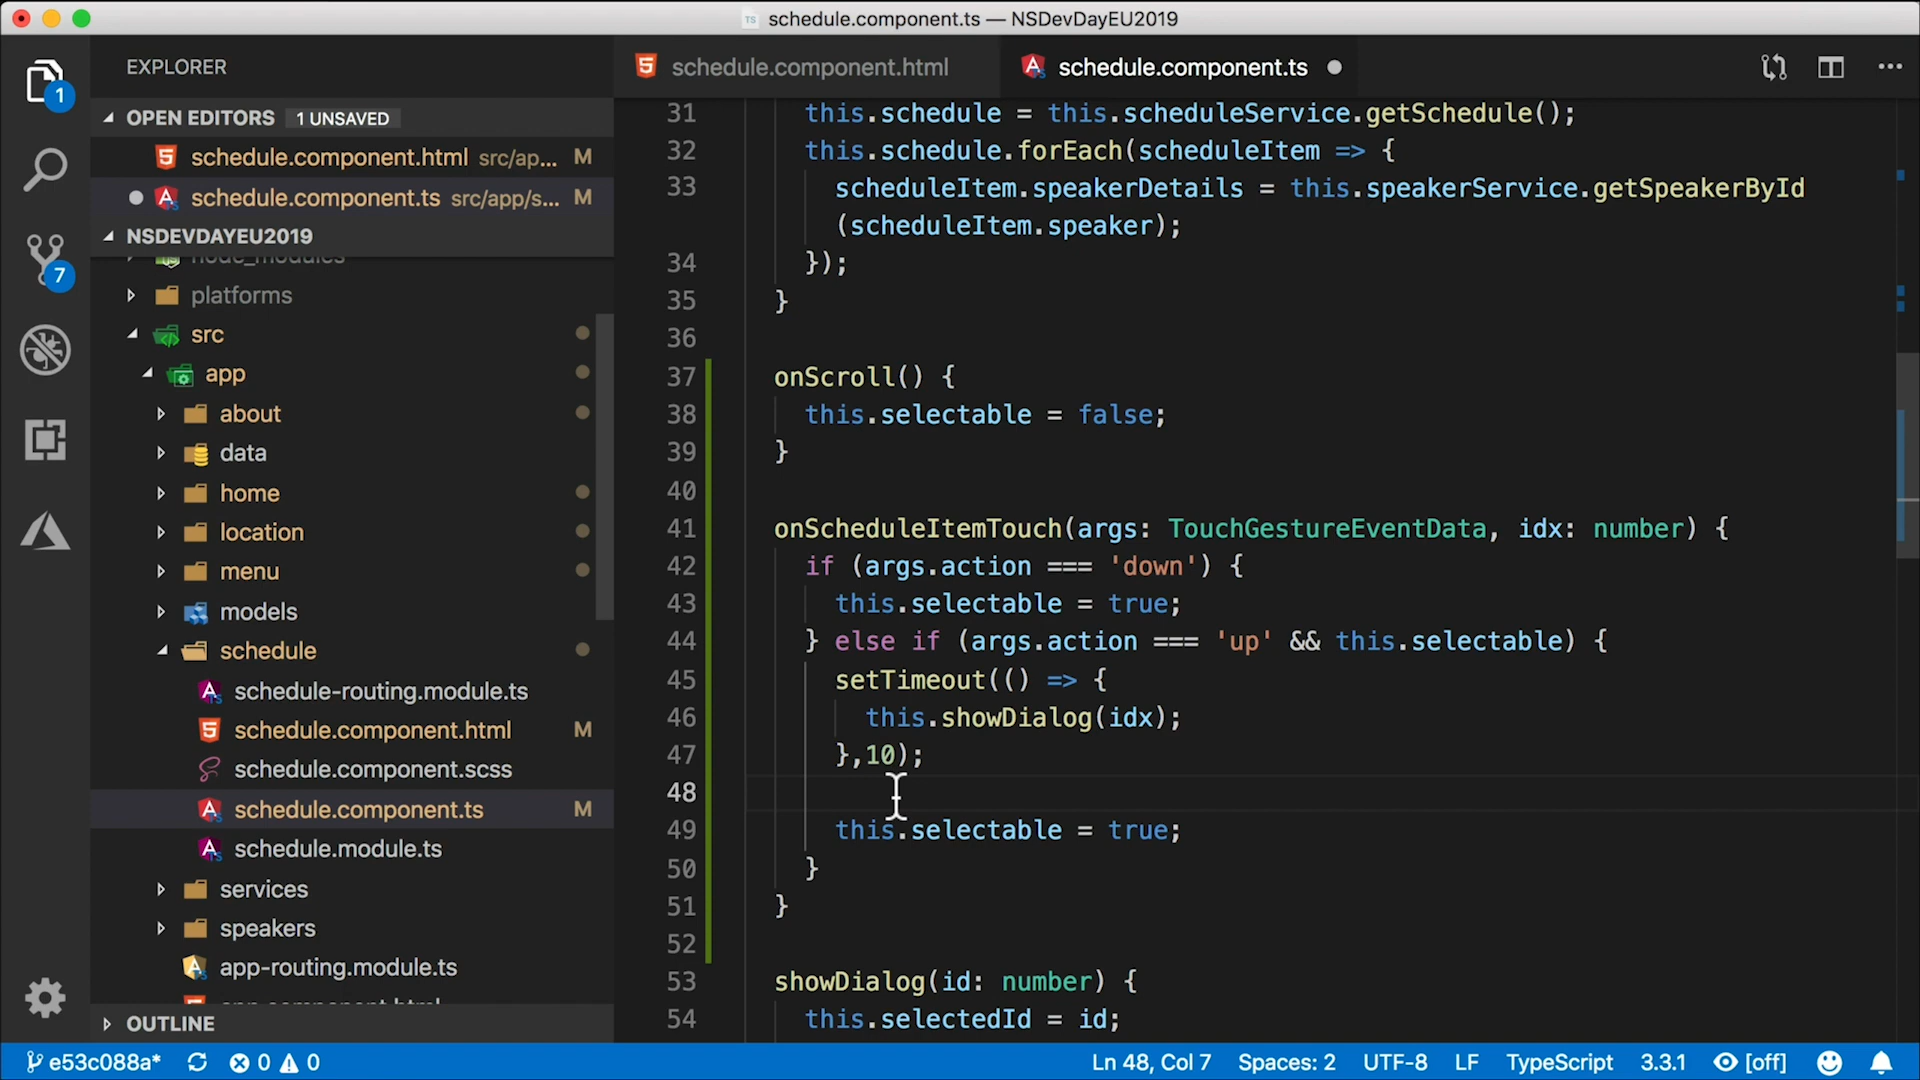 TS schedule.component.ts — NSDevDayEU2019
EXPLORER
1
OPEN EDITORS 1 UNSAVED
schedule.component.html src/ap... M
schedule.component.ts src/app/s... M
NSDEVDAYEU2019
7
node_modules
platforms
src
app
about
data
home
location
menu
models
schedule
schedule-routing.module.ts
schedule.component.html M
schedule.component.scss
schedule.component.ts M
schedule.module.ts
services
speakers
app-routing.module.ts
app.component.html
OUTLINE
schedule.component.html
schedule.component.ts
31 this.schedule = this.scheduleService.getSchedule();
32 this.schedule.forEach(scheduleItem => {
33 scheduleItem.speakerDetails = this.speakerService.getSpeakerById
(scheduleItem.speaker);
34 });
35 }
36
37 onScroll() {
38 this.selectable = false;
39 }
40
41 onScheduleItemTouch(args: TouchGestureEventData, idx: number) {
42 if (args.action === 'down') {
43 this.selectable = true;
44 } else if (args.action === 'up' && this.selectable) {
45 setTimeout(() => {
46 this.showDialog(idx);
47 },10);
48
49 this.selectable = true;
50 }
51 }
52
53 showDialog(id: number) {
54 this.selectedId = id;
e53c088a* 0 0 Ln 48, Col 7 Spaces: 2 UTF-8 LF TypeScript 3.3.1 [off]